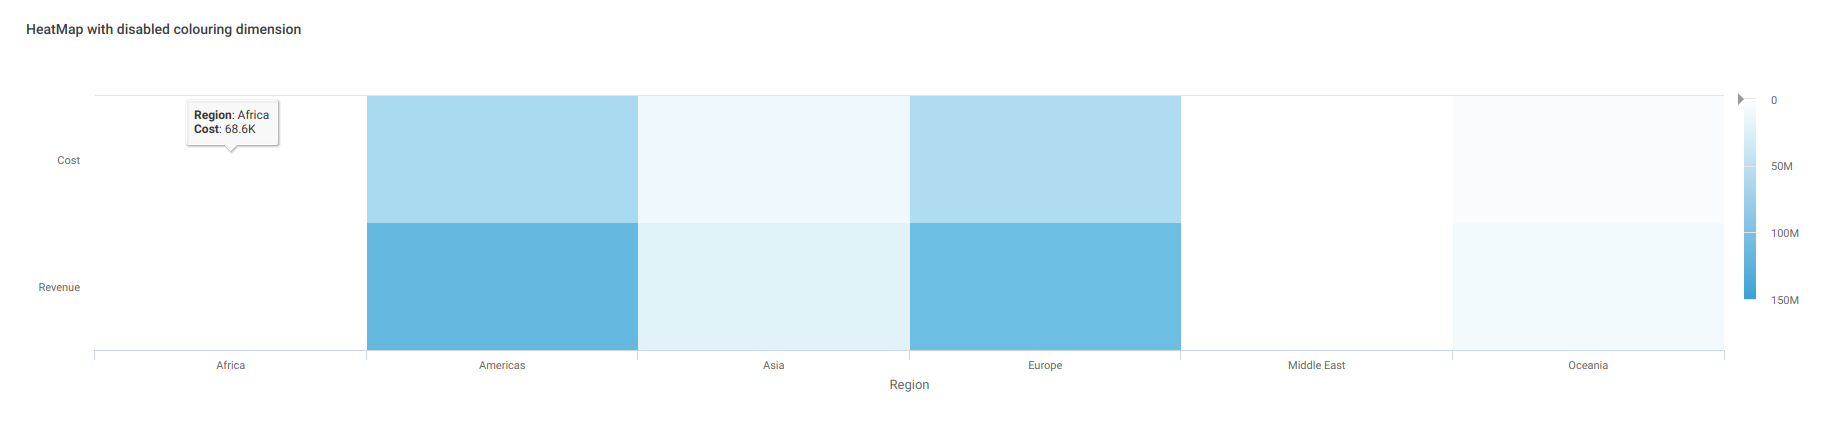 HeatMap with disabled colouring dimension
Region: Africa
Cost: 68.6K
Cost
Revenue
0
50M
100M
150M
Africa
Americas
Asia
Europe
Middle East
Oceania
Region